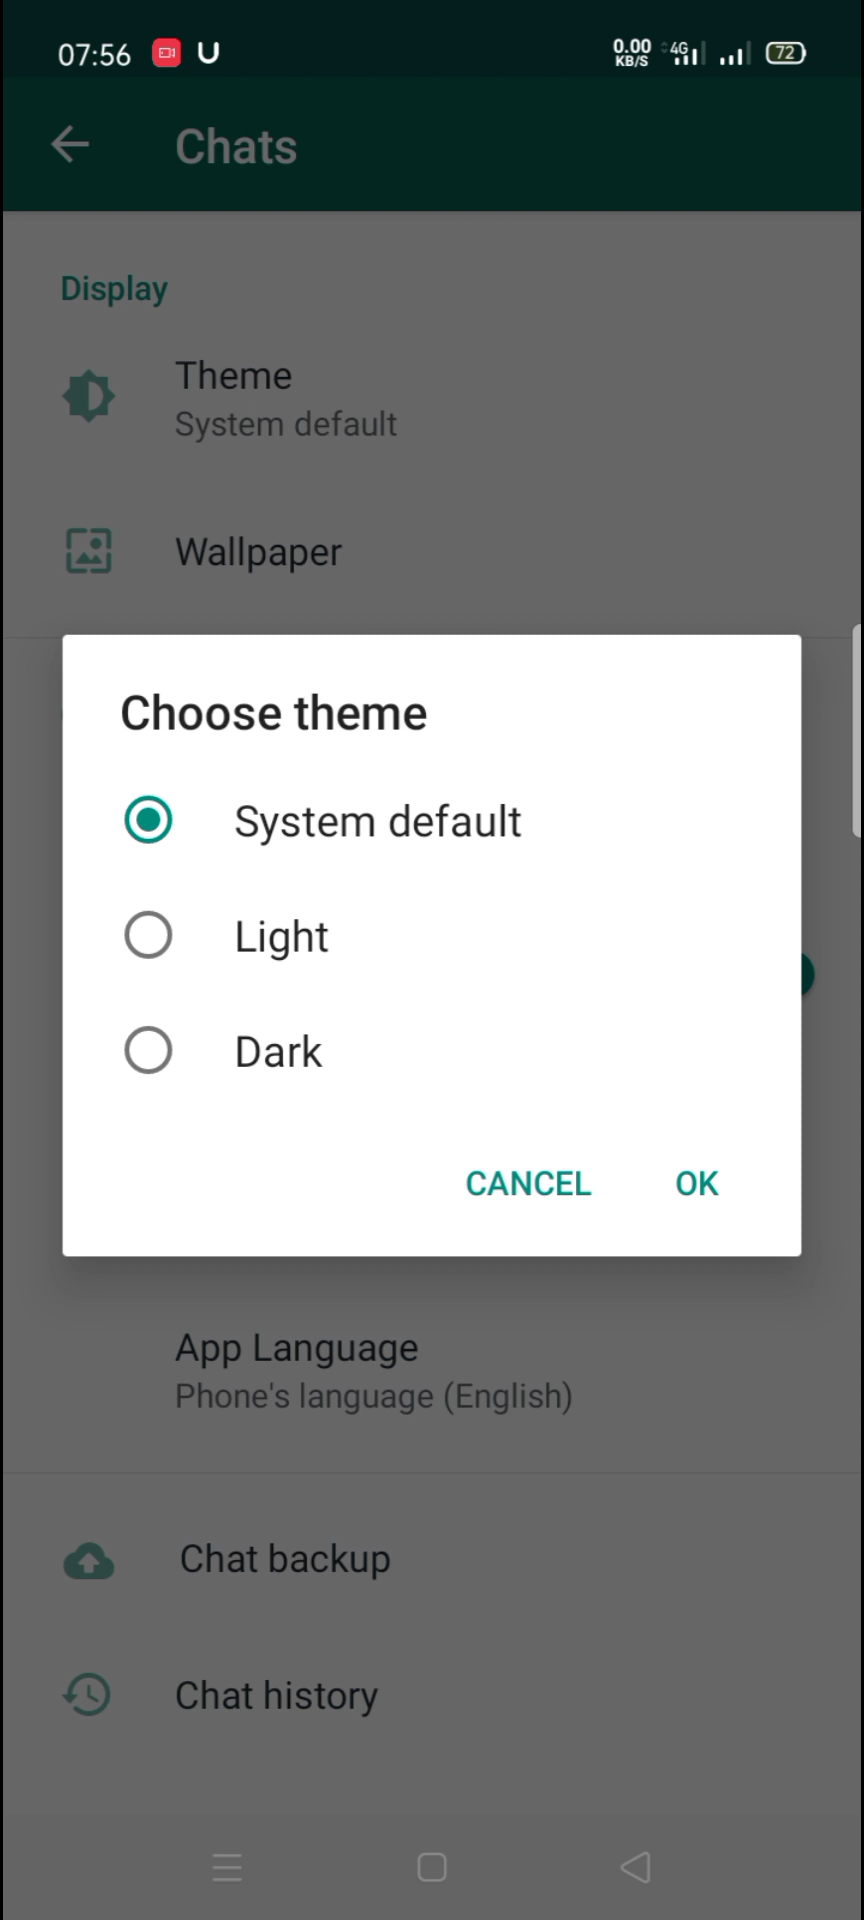 07:56 U 0.00 KB/S 4G 72
Chats
Display
Theme
System default
Wallpaper
Choose theme
System default
Light
Dark
CANCEL OK
App Language
Phone's language (English)
Chat backup
Chat history